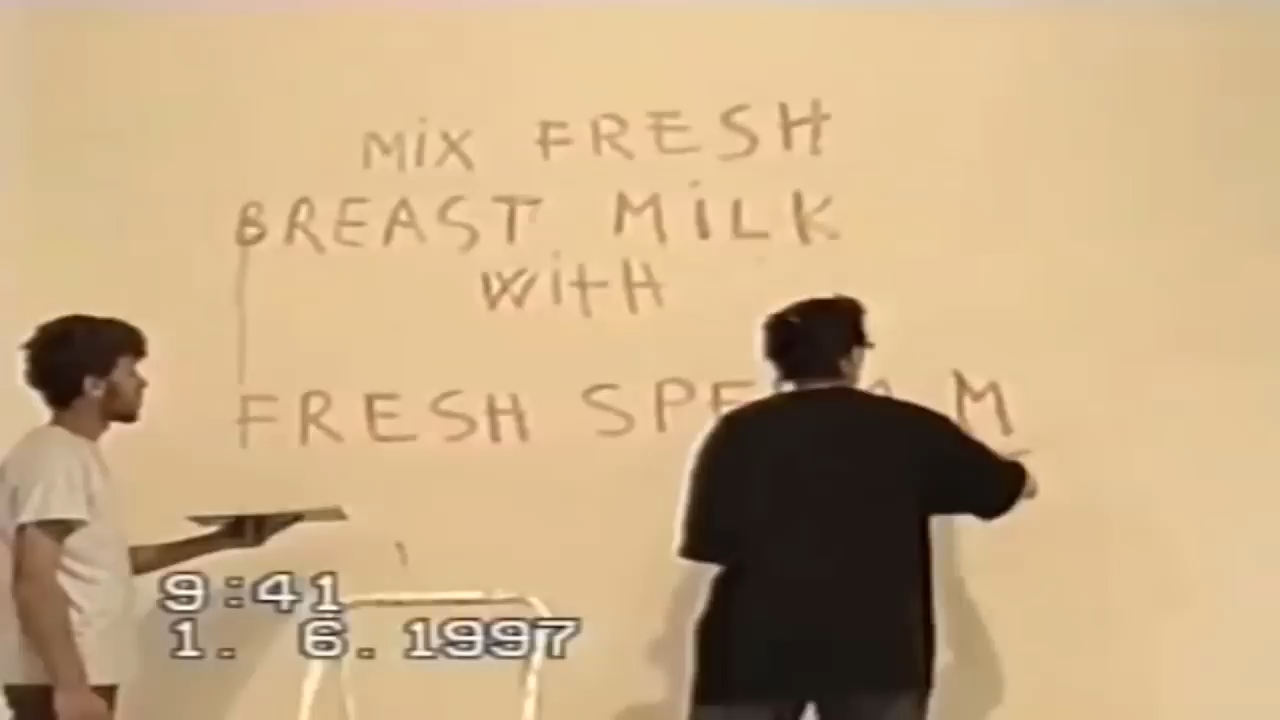 MiX FRESH
BREAST MiLK
WitH
FRESH
9:41
1. 6.1997